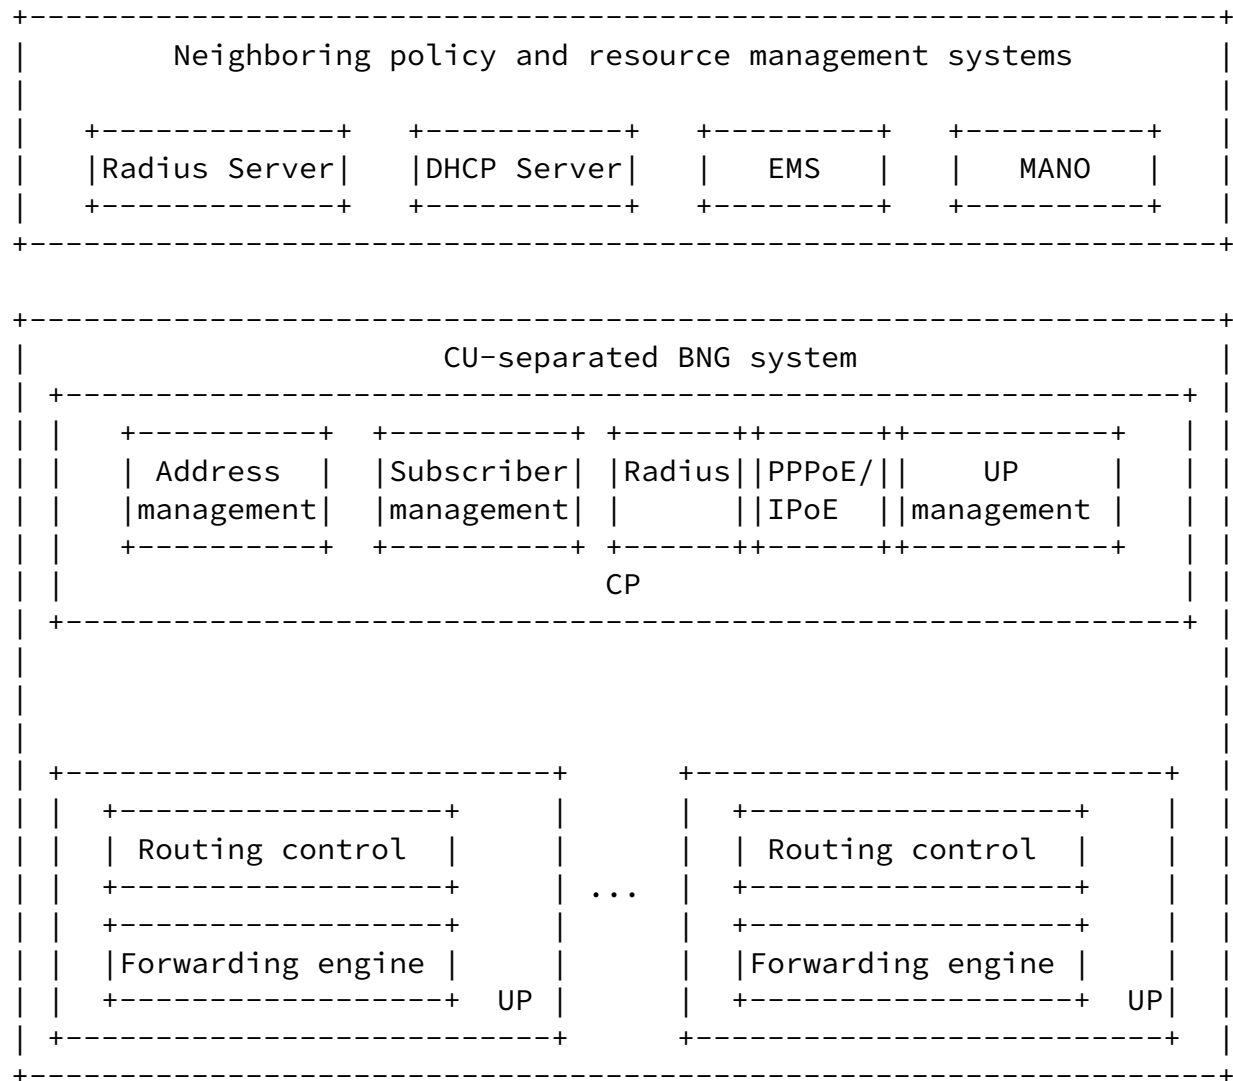 Neighboring policy and resource management systems
Radius Server DHCP Server EMS MANO
CU-separated BNG system
Address Subscriber Radius PPPoE/ UP
management management IPoE management
CP
Routing control Routing control
...
Forwarding engine Forwarding engine
UP UP